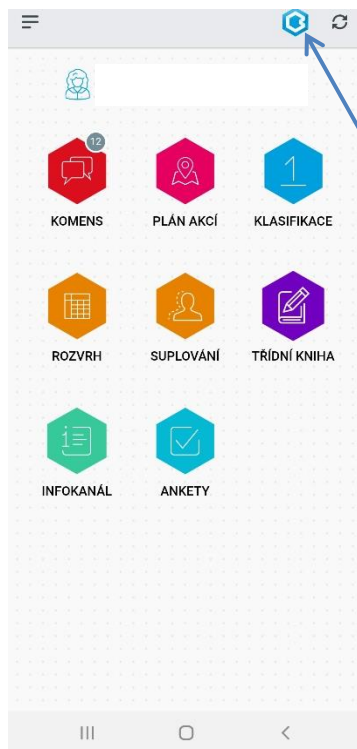 12
KOMENS
PLÁN AKCÍ
1
KLASIFIKACE
ROZVRH
SUPLOVÁNÍ
TŘÍDNÍ KNIHA
INFOKANÁL
ANKETY